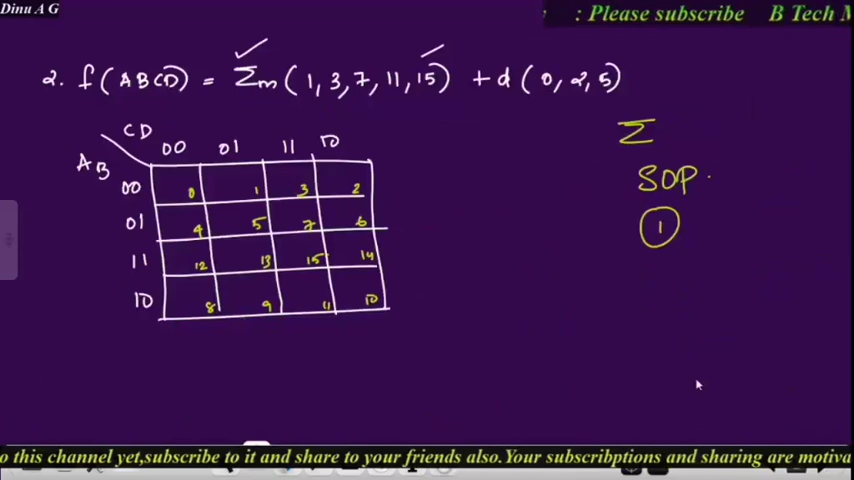 Dinu A G
: Please subscribe B Tech M
2. f(ABCD) = Σm(1,3,7,11,15) + d(0,2,5)
Σ
SOP.
1
CD
AB
00 01 11 10
00 0 1 3 2
01 4 5 7 6
11 12 13 15 14
10 8 9 11 10
o this channel yet,subscribe to it and share to your friends also.Your subscribptions and sharing are motiva